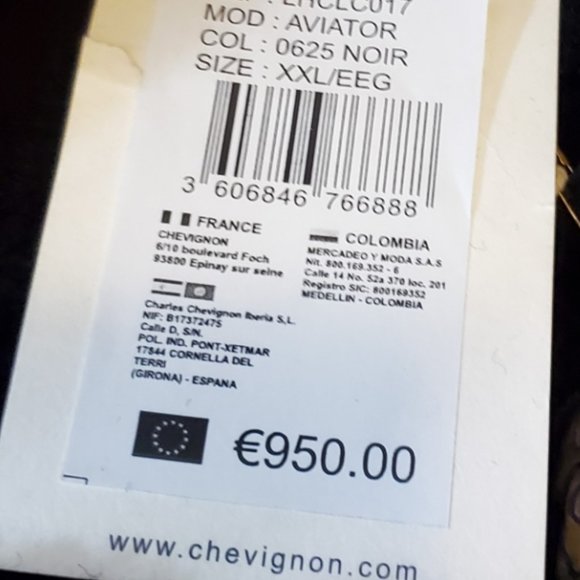 LHCLC017
MOD : AVIATOR
COL : 0625 NOIR
SIZE : XXL/EEG
3 606846 766888
FRANCE
CHEVIGNON
6/10 boulevard Foch
93800 Epinay sur seine
COLOMBIA
MERCADEO Y MODA S.A.S
Nit. 800.169.352 - 6
Calle 14 No. 52a 370 loc. 201
Registro SIC: 800169352
MEDELLIN - COLOMBIA
Charles Chevignon Iberia S.L.
NIF: B17372475
Calle D, S/N.
POL. IND. PONT-XETMAR
17844 CORNELLA DEL
TERRI
(GIRONA) - ESPANA
€950.00
www.chevignon.com